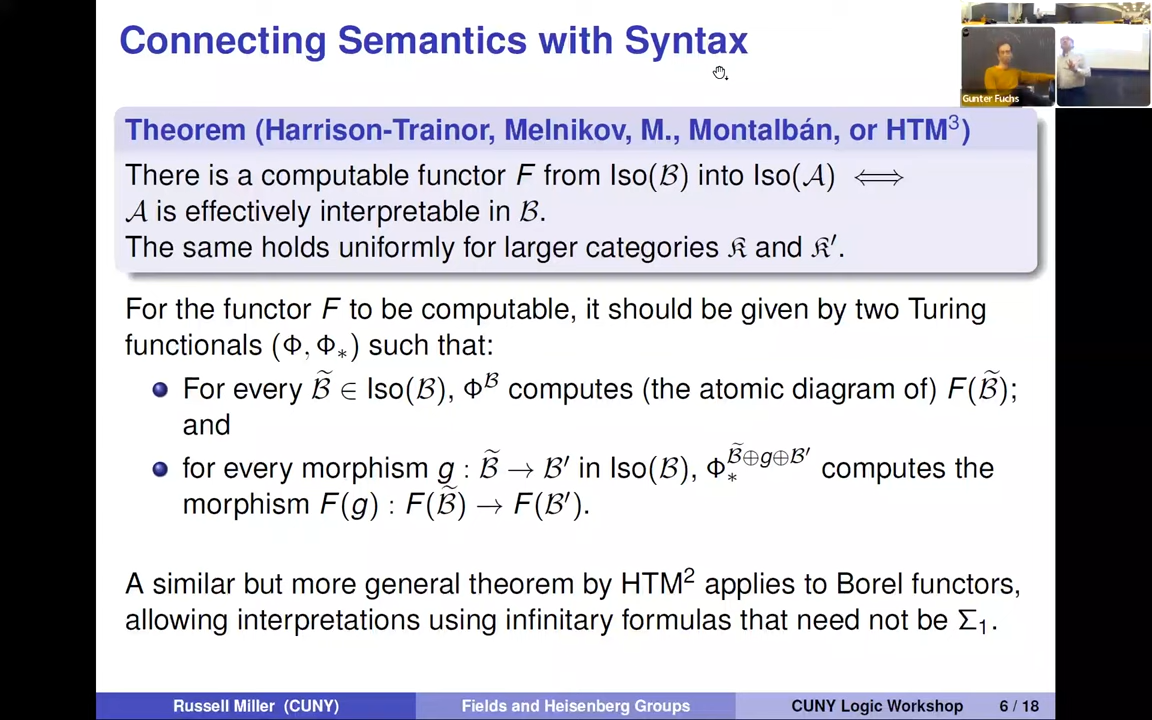 Connecting Semantics with Syntax
Gunter Fuchs
Theorem (Harrison-Trainor, Melnikov, M., Montalbán, or HTM³)
There is a computable functor F from Iso(ℬ) into Iso(𝒜) ⟺
𝒜 is effectively interpretable in ℬ.
The same holds uniformly for larger categories 𝔎 and 𝔎′.
For the functor F to be computable, it should be given by two Turing
functionals (Φ, Φ∗) such that:
For every ℬ̃ ∈ Iso(ℬ), Φ^ℬ computes (the atomic diagram of) F(ℬ̃);
and
for every morphism g : ℬ̃ → ℬ′ in Iso(ℬ), Φ∗^{ℬ̃⊕g⊕ℬ′} computes the
morphism F(g) : F(ℬ̃) → F(ℬ′).
A similar but more general theorem by HTM² applies to Borel functors,
allowing interpretations using infinitary formulas that need not be Σ₁.
Russell Miller (CUNY) Fields and Heisenberg Groups CUNY Logic Workshop 6 / 18